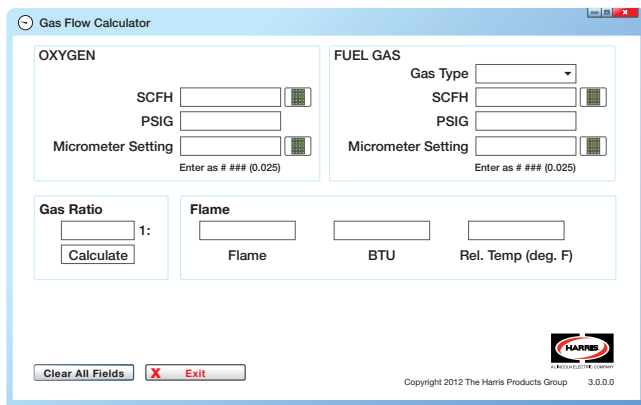 Gas Flow Calculator
OXYGEN
SCFH
PSIG
Micrometer Setting
Enter as # ### (0.025)
FUEL GAS
Gas Type
SCFH
PSIG
Micrometer Setting
Enter as # ### (0.025)
Gas Ratio
1:
Calculate
Flame
Flame BTU Rel. Temp (deg. F)
HARRIS
A LINCOLN ELECTRIC COMPANY
Clear All Fields X Exit
Copyright 2012 The Harris Products Group 3.0.0.0